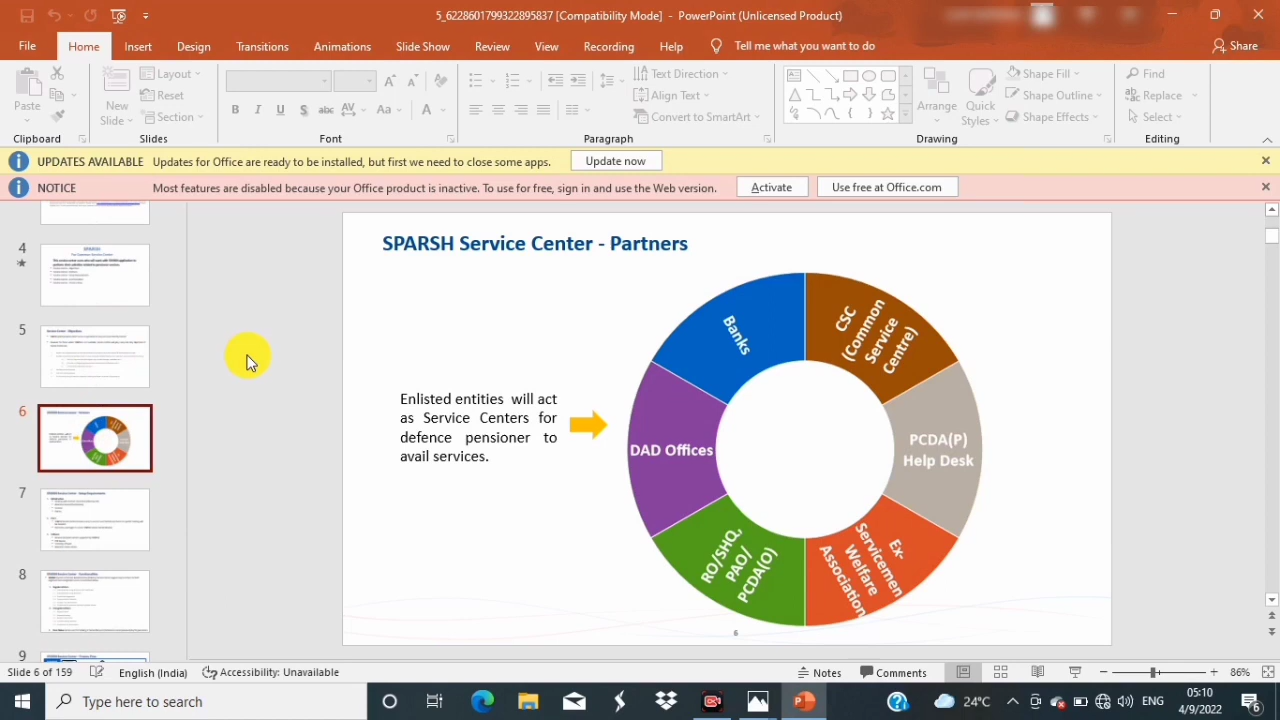 5_6228601799322895837 [Compatibility Mode] - PowerPoint (Unlicensed Product)
File Home Insert Design Transitions Animations Slide Show Review View Recording Help Tell me what you want to do Share
Paste
New Slide
Layout
Reset
Section
B I U S abc AV Aa A
Text Direction
Align Text
Convert to SmartArt
Arrange
Quick Styles
Shape Fill
Shape Outline
Shape Effects
Find
Replace
Select
Clipboard Slides Font Paragraph Drawing Editing
UPDATES AVAILABLE Updates for Office are ready to be installed, but first we need to close some apps. Update now
NOTICE Most features are disabled because your Office product is inactive. To use for free, sign in and use the Web version. Activate Use free at Office.com
4
5
6
7
8
9
SPARSH Service Center - Partners
Enlisted entities will act
as service centers for
defence pensioner to
avail services.
Banks
CSC
(Common
Service
Centre)
DAD Offices
PCDA(P)
Help Desk
6
Slide 6 of 159 English (India) Accessibility: Unavailable Notes Comments 86%
Type here to search
24°C
ENG
05:10
4/9/2022
6